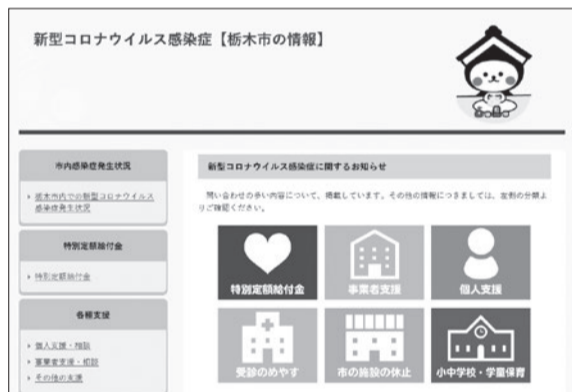 新型コロナウイルス感染症【栃木市の情報】
市内感染症発生状況
栃木市内での新型コロナウイルス
感染症発生状況
特別定額給付金
特別定額給付金
各種支援
個人支援・相談
事業者支援・相談
その他の支援
新型コロナウイルス感染症に関するお知らせ
問い合わせの多い内容について、掲載しています。その他の情報につきましては、左側の分類よ
りご確認ください。
特別定額給付金
事業者支援
個人支援
受診のめやす
市の施設の休止
小中学校・学童保育